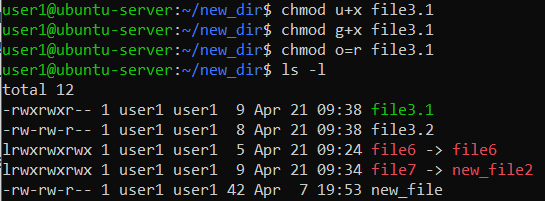 user1@ubuntu-server:~/new_dir$ chmod u+x file3.1
user1@ubuntu-server:~/new_dir$ chmod g+x file3.1
user1@ubuntu-server:~/new_dir$ chmod o=r file3.1
user1@ubuntu-server:~/new_dir$ ls -l
total 12
-rwxrwxr-- 1 user1 user1  9 Apr 21 09:38 file3.1
-rw-rw-r-- 1 user1 user1  8 Apr 21 09:38 file3.2
lrwxrwxrwx 1 user1 user1  5 Apr 21 09:24 file6 -> file6
lrwxrwxrwx 1 user1 user1  9 Apr 21 09:34 file7 -> new_file2
-rw-rw-r-- 1 user1 user1 42 Apr  7 19:53 new_file